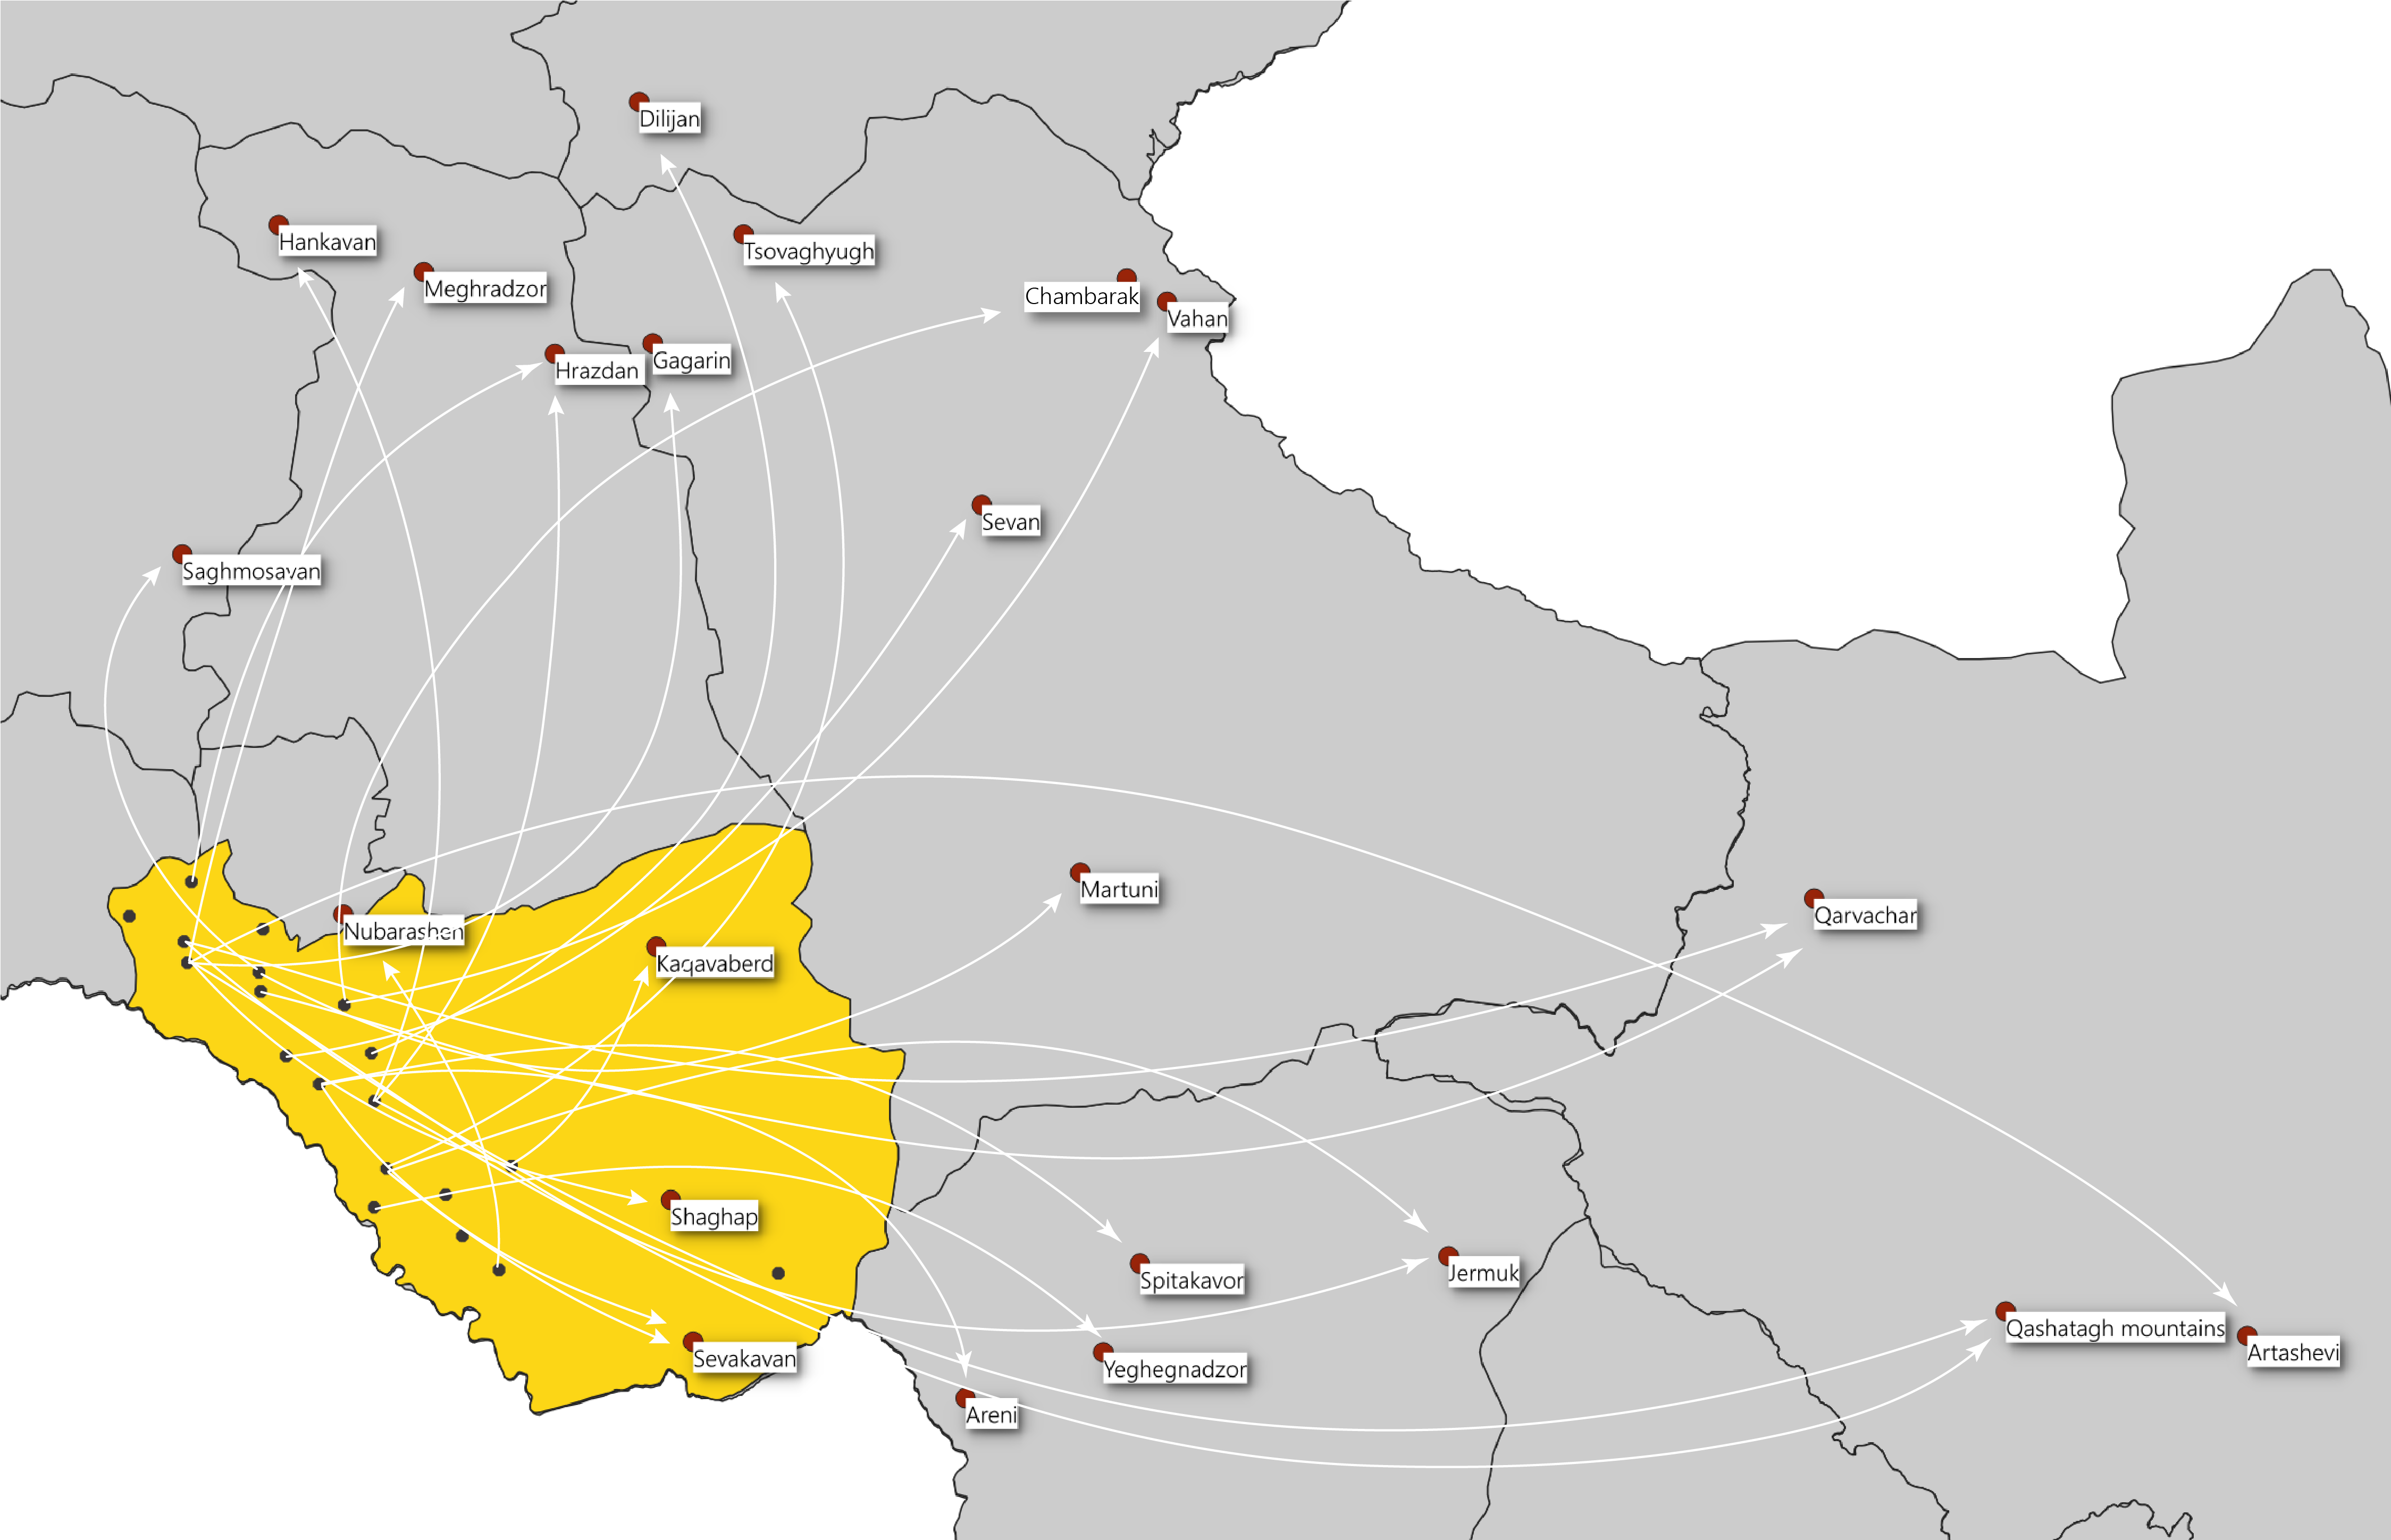 Dilijan
Hankavan
Tsovaghyugh
Meghradzor
Chambarak
Vahan
Gagarin
Hrazdan
Sevan
Saghmosavan
Martuni
Qarvachar
Nubarashen
Kaqavaberd
Shaghap
Spitakavor
Jermuk
Qashatagh mountains
Artashevi
Sevakavan
Yeghegnadzor
Areni